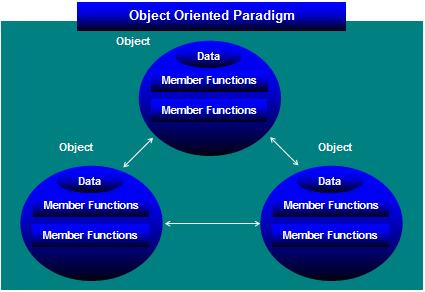 Object Oriented Paradigm
Object
Data
Member Functions
Member Functions
Object
Object
Data
Member Functions
Member Functions
Data
Member Functions
Member Functions